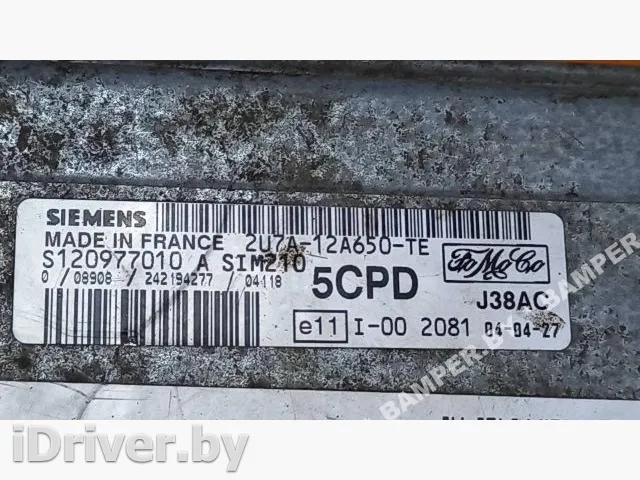 SIEMENS
MADE IN FRANCE 2U7A-12A650-TE
S120977010 A SIM210
0 / 08908 / 242194277 / 04118
5CPD
FoMoCo
J38AC
e11 I-00 2081 04-04-27
BAMPER.BY - BAMPER.
iDriver.by